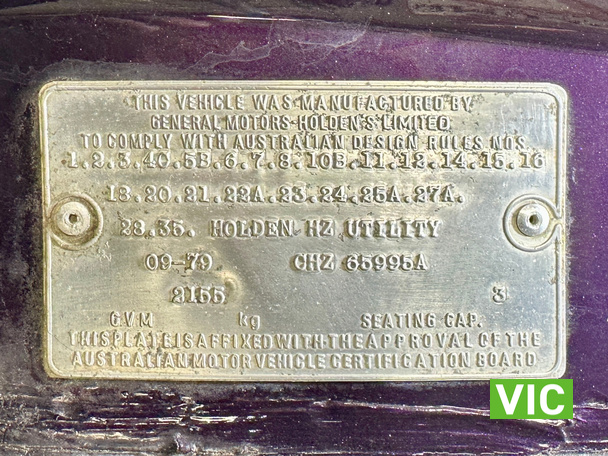 THIS VEHICLE WAS MANUFACTURED BY
GENERAL MOTORS-HOLDEN'S LIMITED
TO COMPLY WITH AUSTRALIAN DESIGN RULES NOS.
1.2.3.4C.5B.6.7.8.10B.11.12.14.15.16
18.20.21.22A.23.24.25A.27A.
28.35. HOLDEN HZ UTILITY
09-79 CHZ 65995A
2155 3
G.V.M kg SEATING CAP.
THIS PLATE IS AFFIXED WITH THE APPROVAL OF THE
AUSTRALIAN MOTOR VEHICLE CERTIFICATION BOARD
VIC